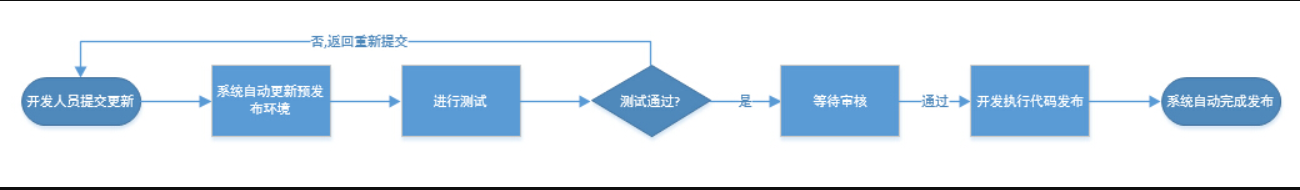 否,返回重新提交
开发人员提交更新
系统自动更新预发
布环境
进行测试
测试通过?
是
等待审核
通过
开发执行代码发布
系统自动完成发布